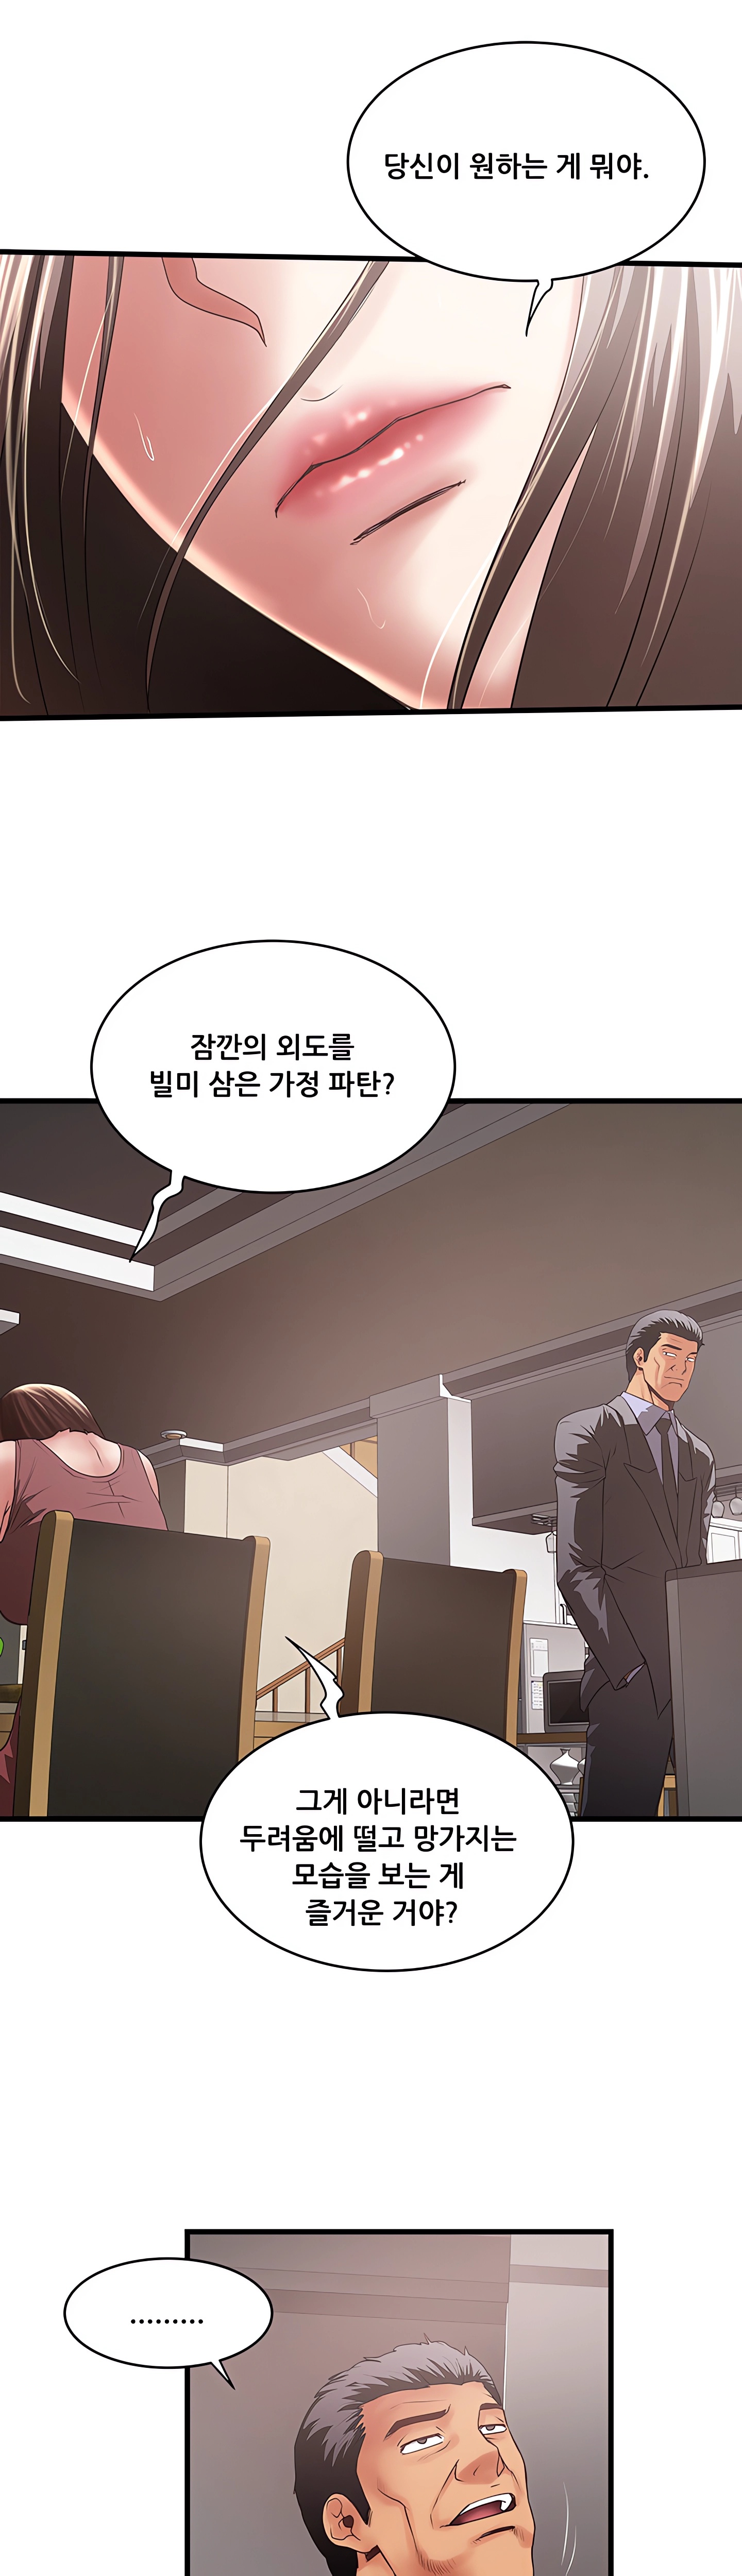 당신이 원하는 게 뭐야.
잠깐의 외도를
빌미 삼은 가정 파탄?
그게 아니라면
두려움에 떨고 망가지는
모습을 보는 게
즐거운 거야?
.........